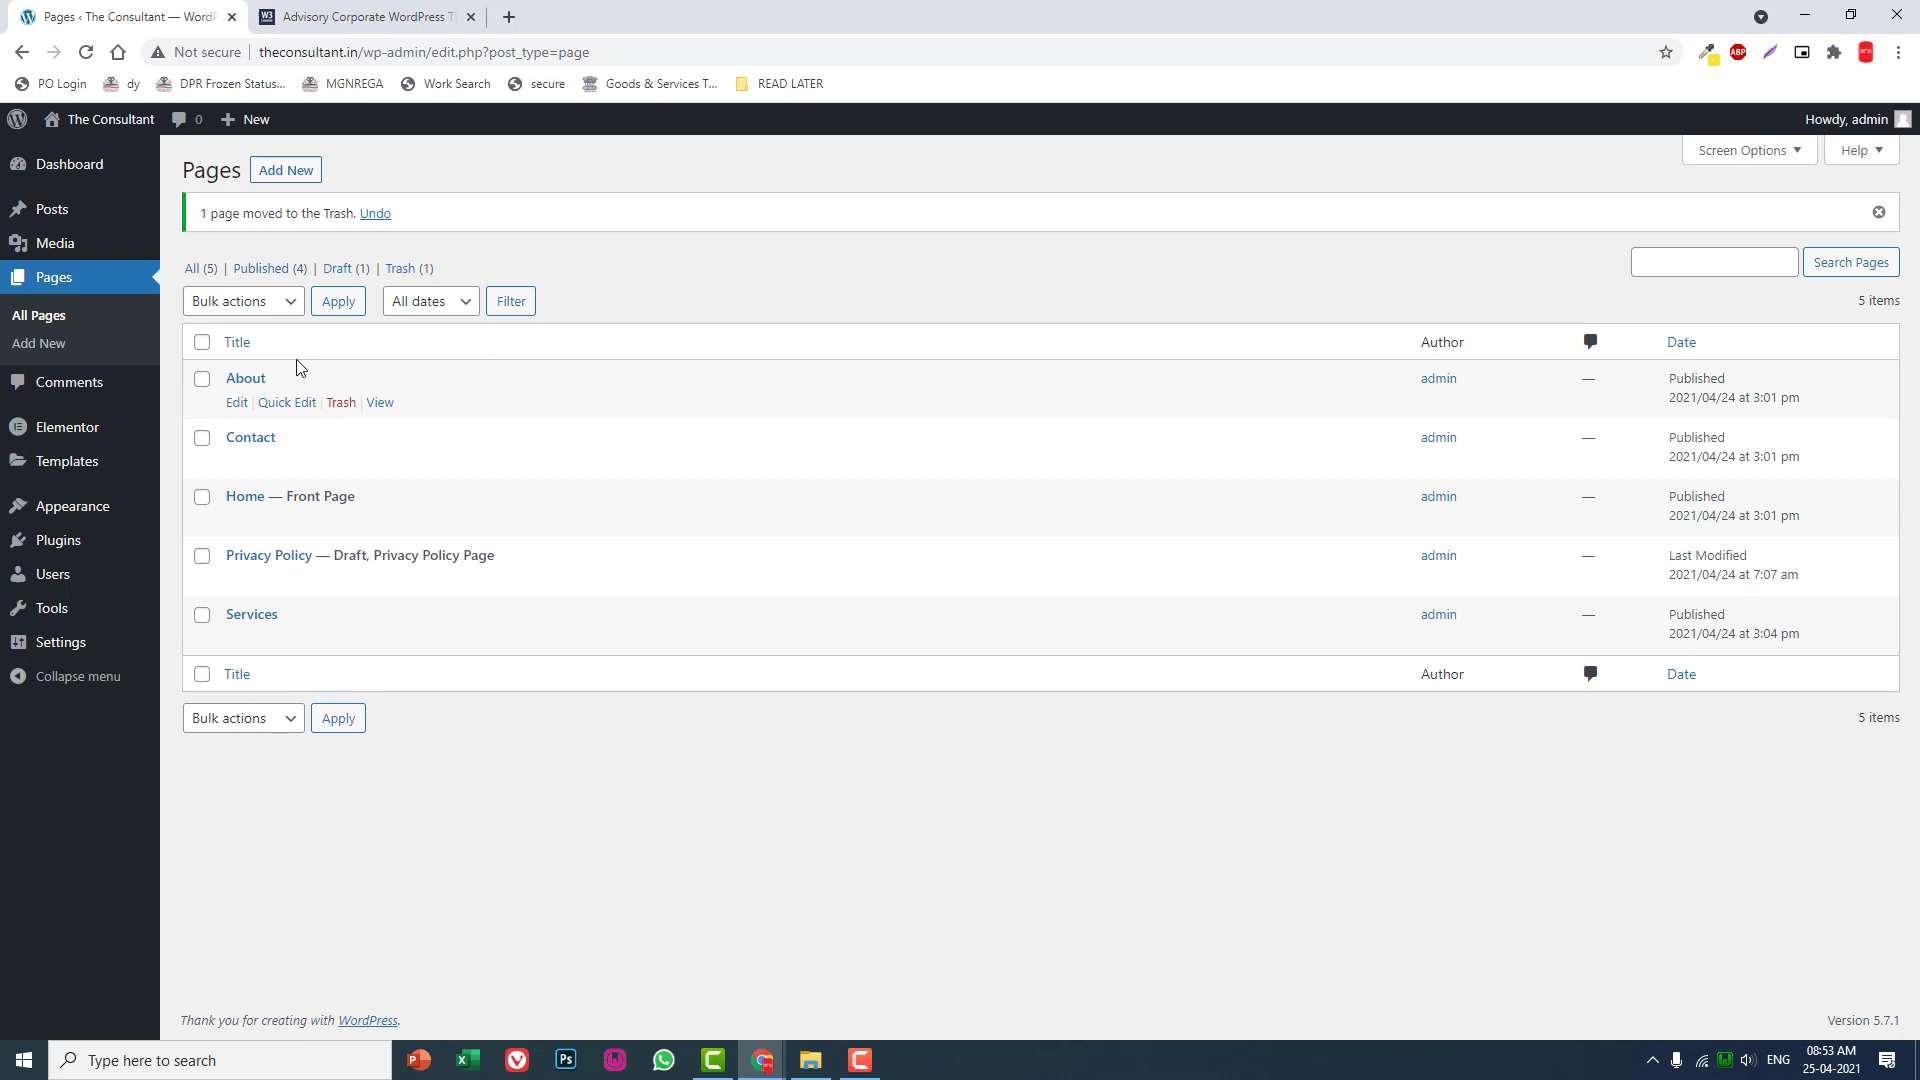 Pages ‹ The Consultant — WordP
Advisory Corporate WordPress T
Not secure
theconsultant.in/wp-admin/edit.php?post_type=page
ABP
PO Login
dy
DPR Frozen Status...
MGNREGA
Work Search
secure
Goods & Services T...
READ LATER
The Consultant
0
New
Howdy, admin
Dashboard
Posts
Media
Pages
All Pages
Add New
Comments
Elementor
Templates
Appearance
Plugins
Users
Tools
Settings
Collapse menu
Screen Options
Help
Pages
Add New
1 page moved to the Trash. Undo
All (5) | Published (4) | Draft (1) | Trash (1)
Search Pages
Bulk actions
Apply
All dates
Filter
5 items
Title
Author
Date
About
admin
—
Published
Edit | Quick Edit | Trash | View
2021/04/24 at 3:01 pm
Contact
admin
—
Published
2021/04/24 at 3:01 pm
Home — Front Page
admin
—
Published
2021/04/24 at 3:01 pm
Privacy Policy — Draft, Privacy Policy Page
admin
—
Last Modified
2021/04/24 at 7:07 am
Services
admin
—
Published
2021/04/24 at 3:04 pm
Title
Author
Date
Bulk actions
Apply
5 items
Thank you for creating with WordPress.
Version 5.7.1
Type here to search
Ps
ENG
08:53 AM
25-04-2021